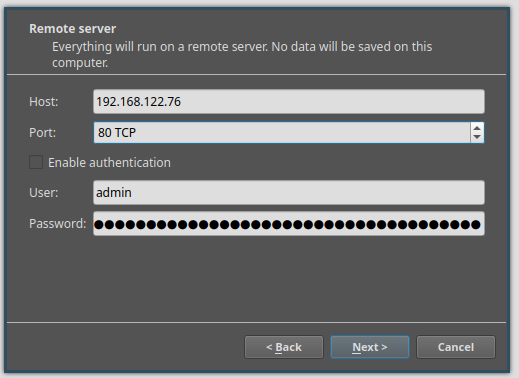 Remote server
Everything will run on a remote server. No data will be saved on this
computer.
Host: 192.168.122.76
Port: 80 TCP
Enable authentication
User: admin
Password: ●●●●●●●●●●●●●●●●●●●●●●●●●●●●●●●●●●●●●
< Back Next > Cancel